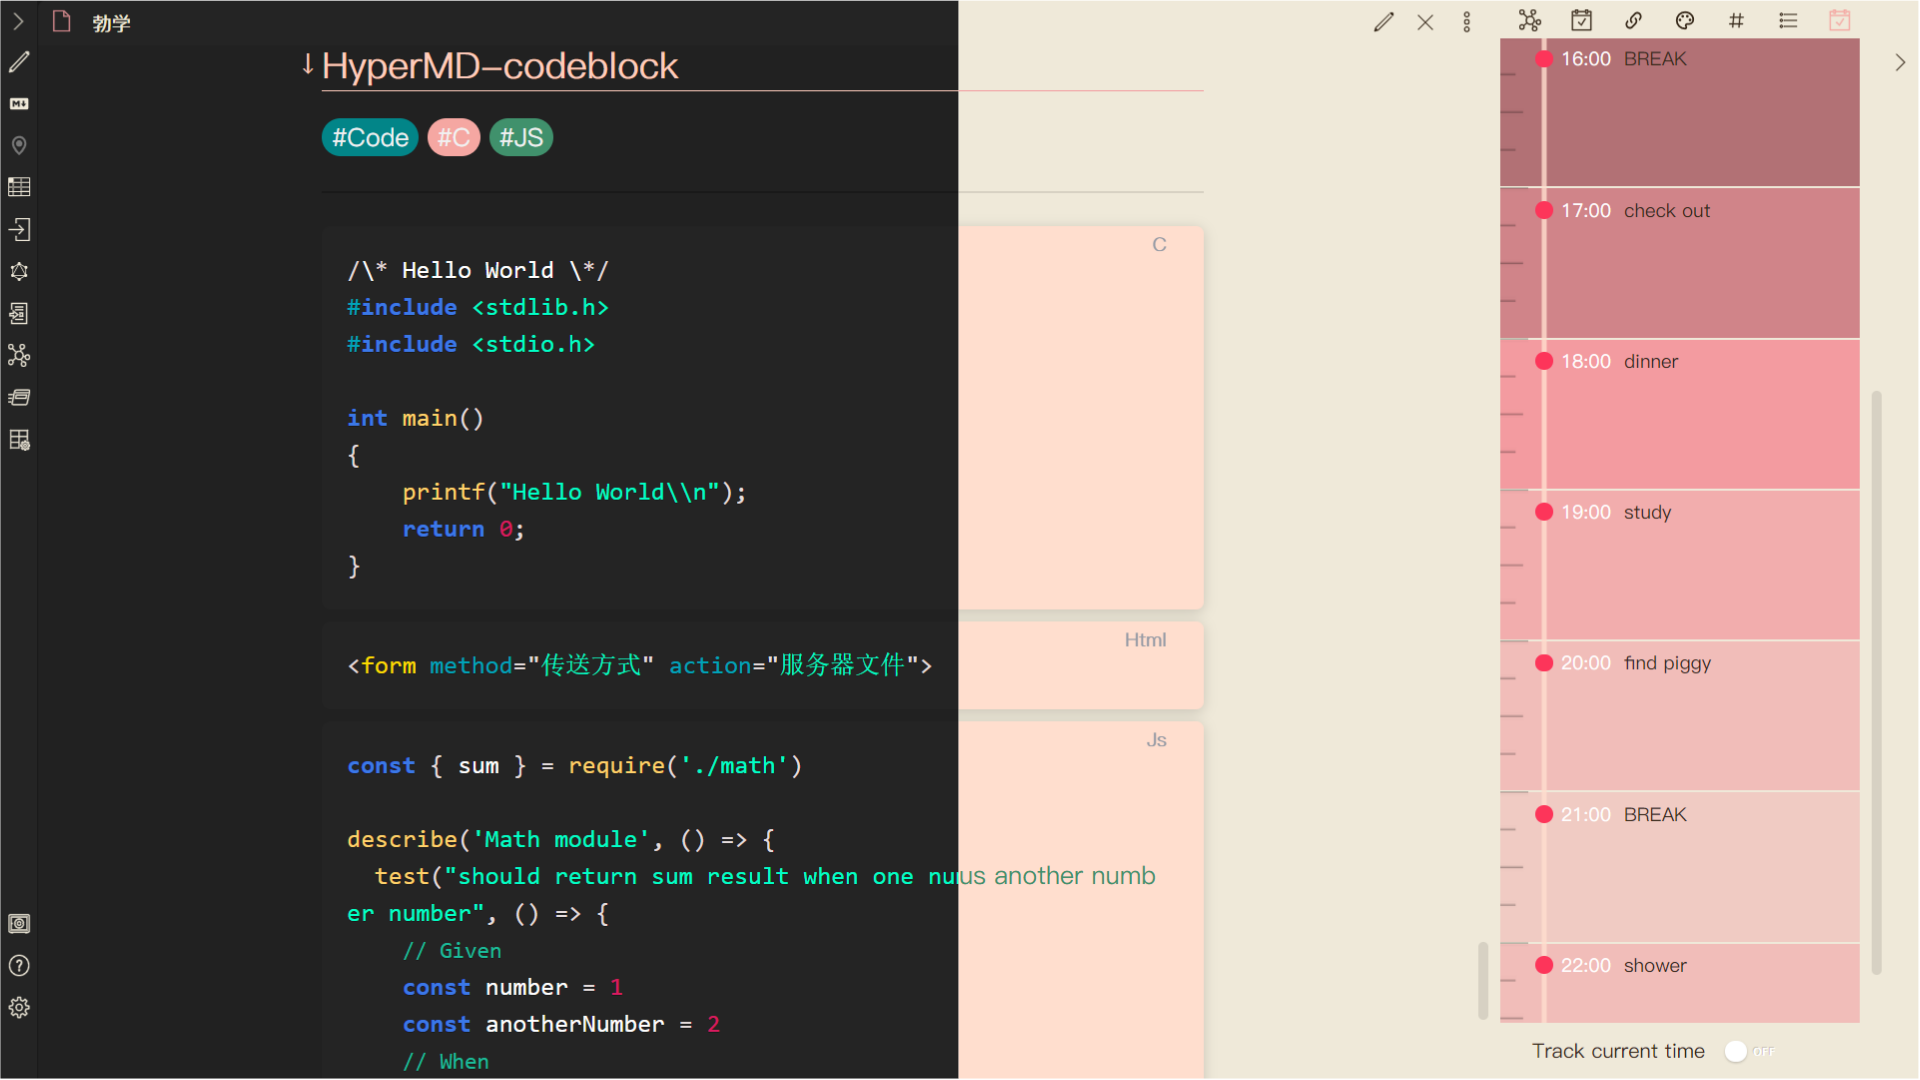 勃学
↓ HyperMD-codeblock
#Code #C #JS
C
/\* Hello World \*/
#include <stdlib.h>
#include <stdio.h>
int main()
{
    printf("Hello World\\n");
    return 0;
}
Html
<form method="传送方式" action="服务器文件">
Js
const { sum } = require('./math')
describe('Math module', () => {
  test("should return sum result when one nuıus another numb
er number", () => {
    // Given
    const number = 1
    const anotherNumber = 2
    // When
16:00 BREAK
17:00 check out
18:00 dinner
19:00 study
20:00 find piggy
21:00 BREAK
22:00 shower
Track current time OFF